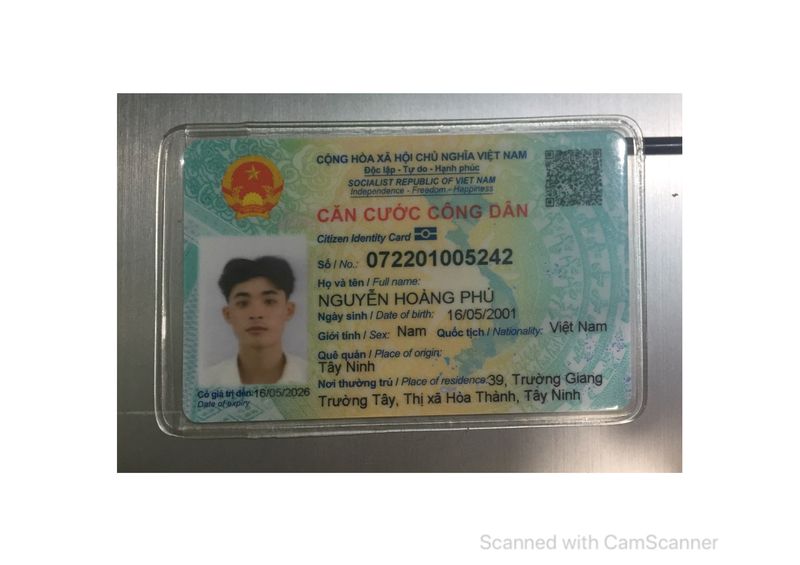 CỘNG HÒA XÃ HỘI CHỦ NGHĨA VIỆT NAM
Độc lập - Tự do - Hạnh phúc
SOCIALIST REPUBLIC OF VIET NAM
Independence - Freedom - Happiness
CĂN CƯỚC CÔNG DÂN
Citizen Identity Card
Số / No.: 072201005242
Họ và tên / Full name:
NGUYỄN HOÀNG PHÚ
Ngày sinh / Date of birth: 16/05/2001
Giới tính / Sex: Nam Quốc tịch / Nationality: Việt Nam
Quê quán / Place of origin:
Tây Ninh
Nơi thường trú / Place of residence: 39, Trường Giang
Trường Tây, Thị xã Hòa Thành, Tây Ninh
Có giá trị đến: 16/05/2026
Date of expiry
Scanned with CamScanner